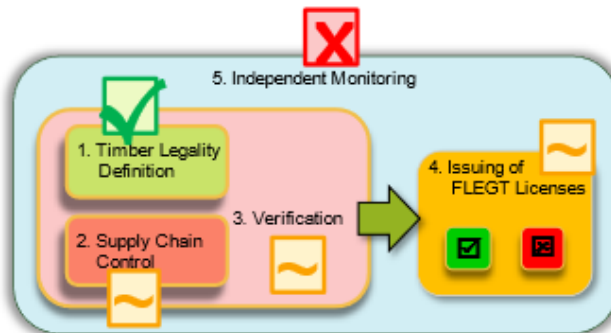 5. Independent Monitoring
1. Timber Legality
Definition
2. Supply Chain
Control
3. Verification
4. Issuing of
FLEGT Licenses